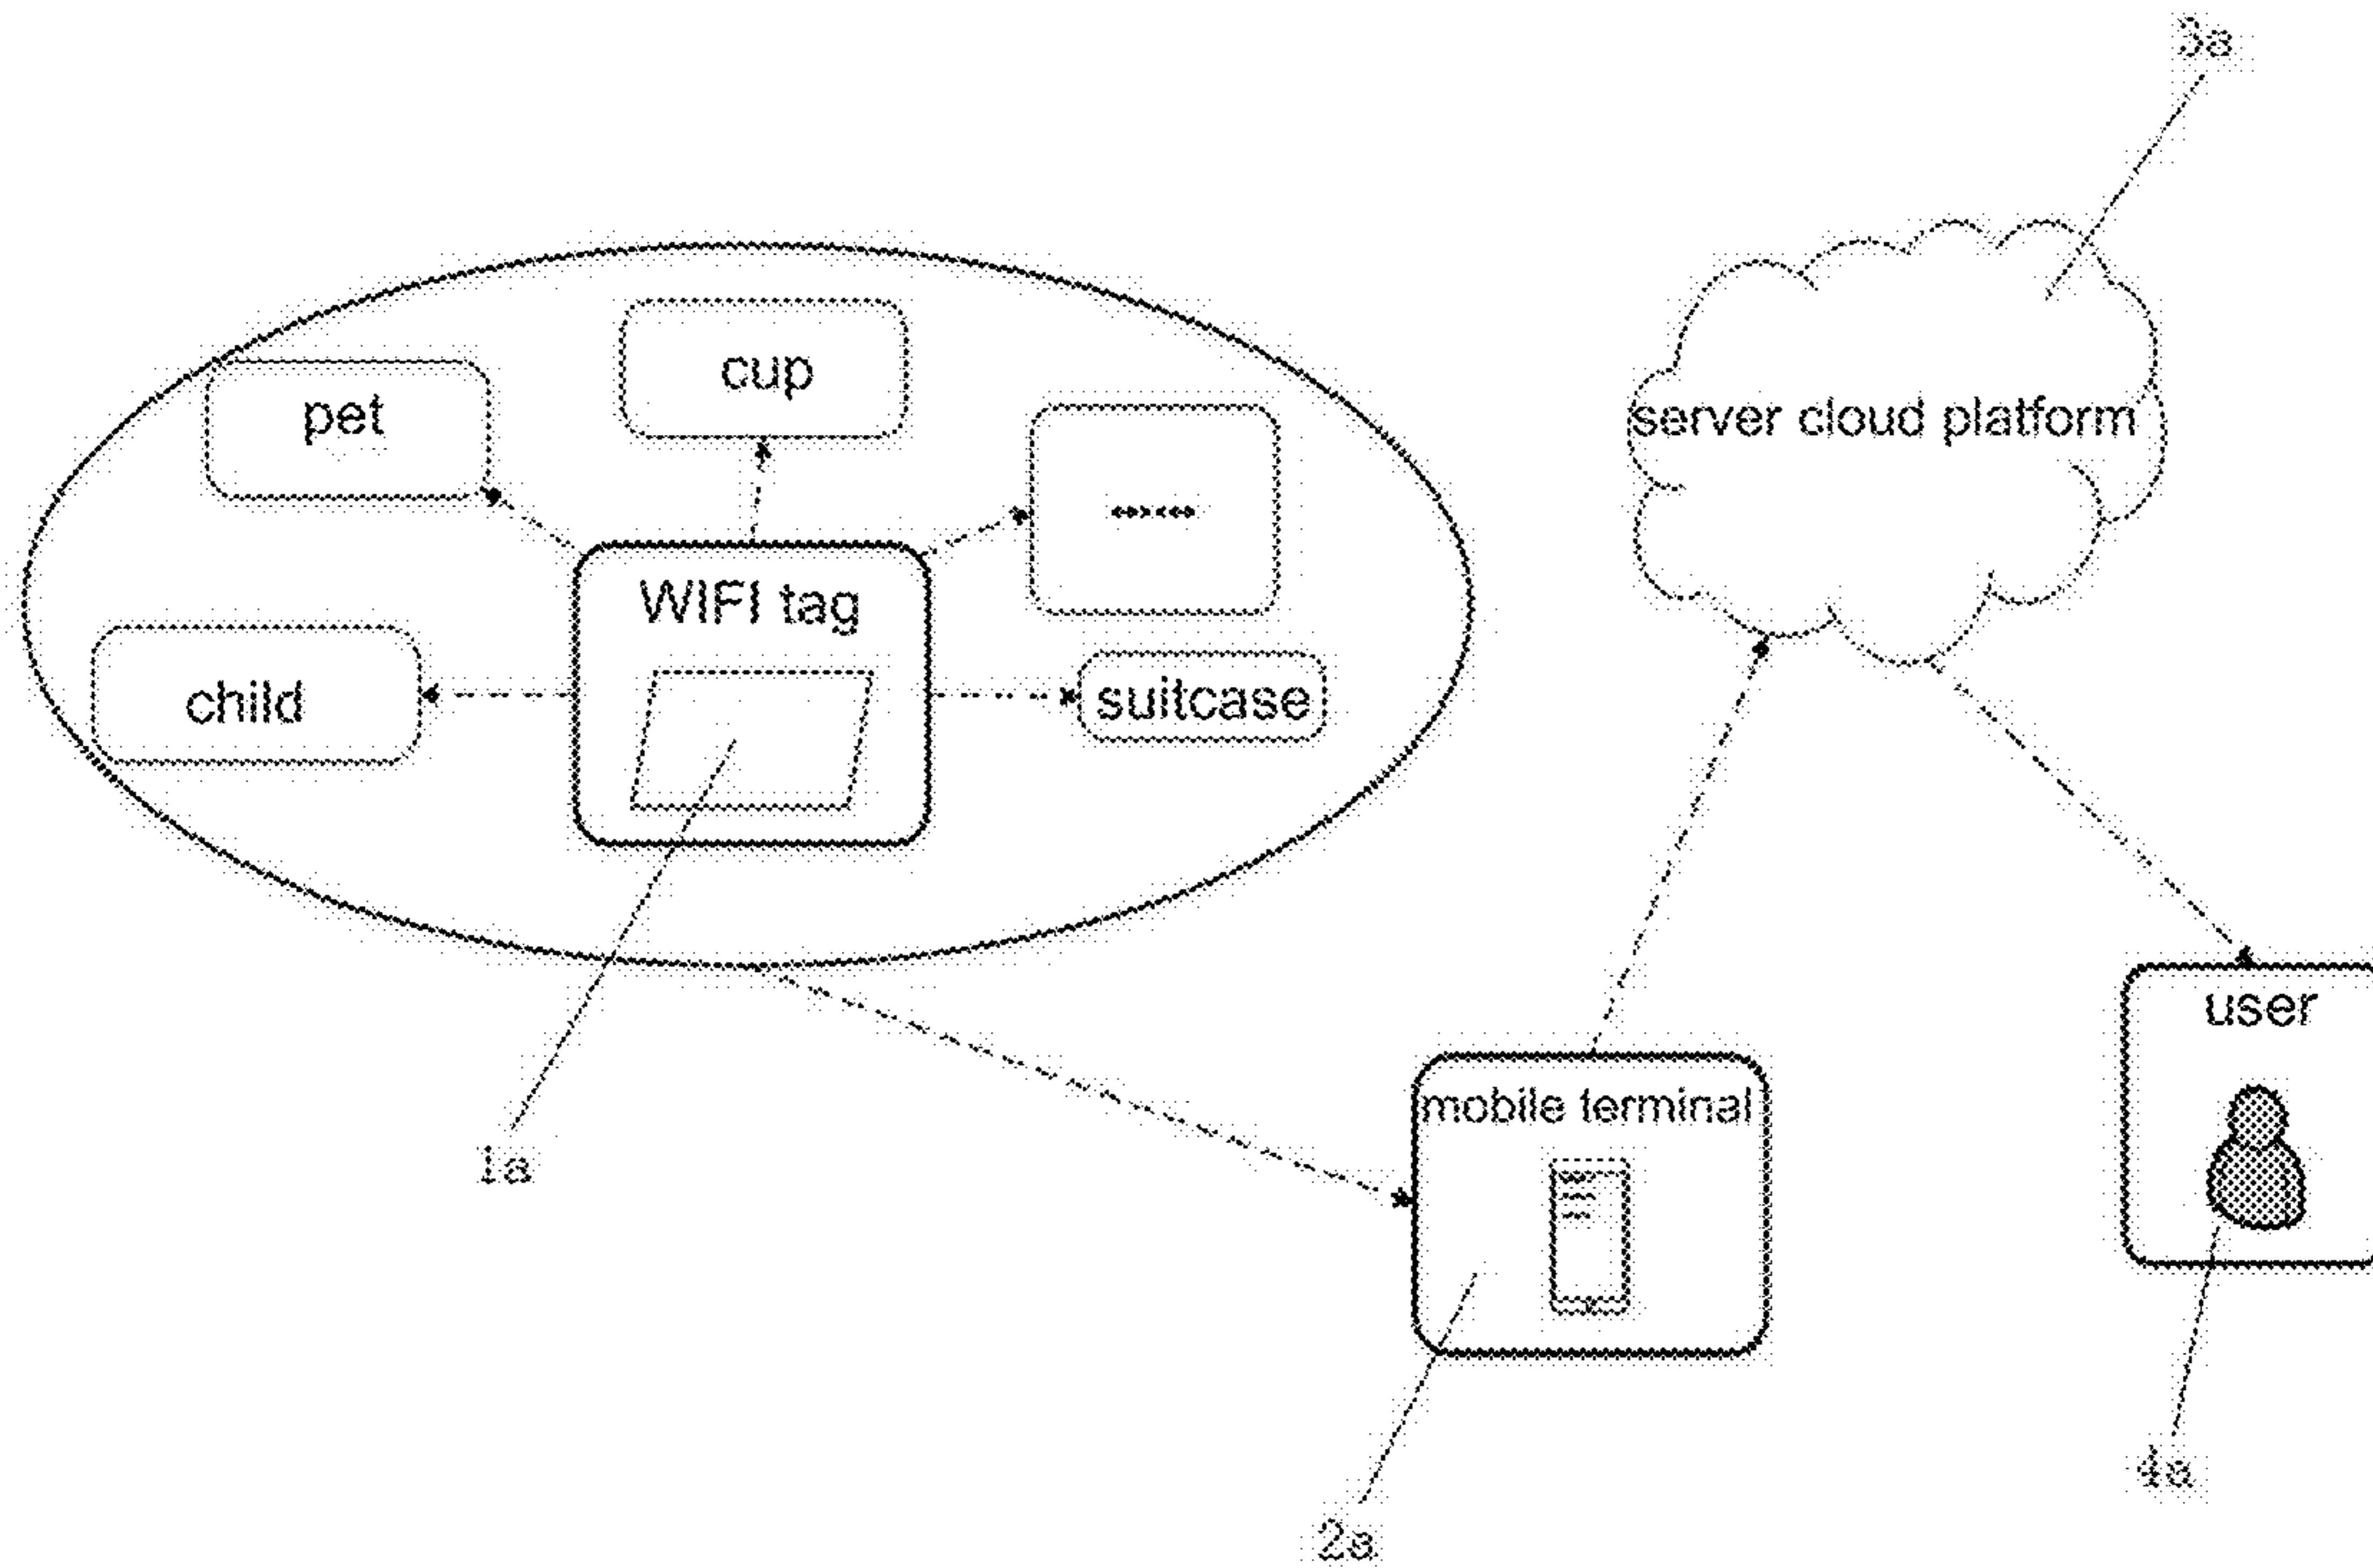 3a
cup
pet
server cloud platform
......
WIFI tag
child
suitcase
user
mobile terminal
1a
4a
2a